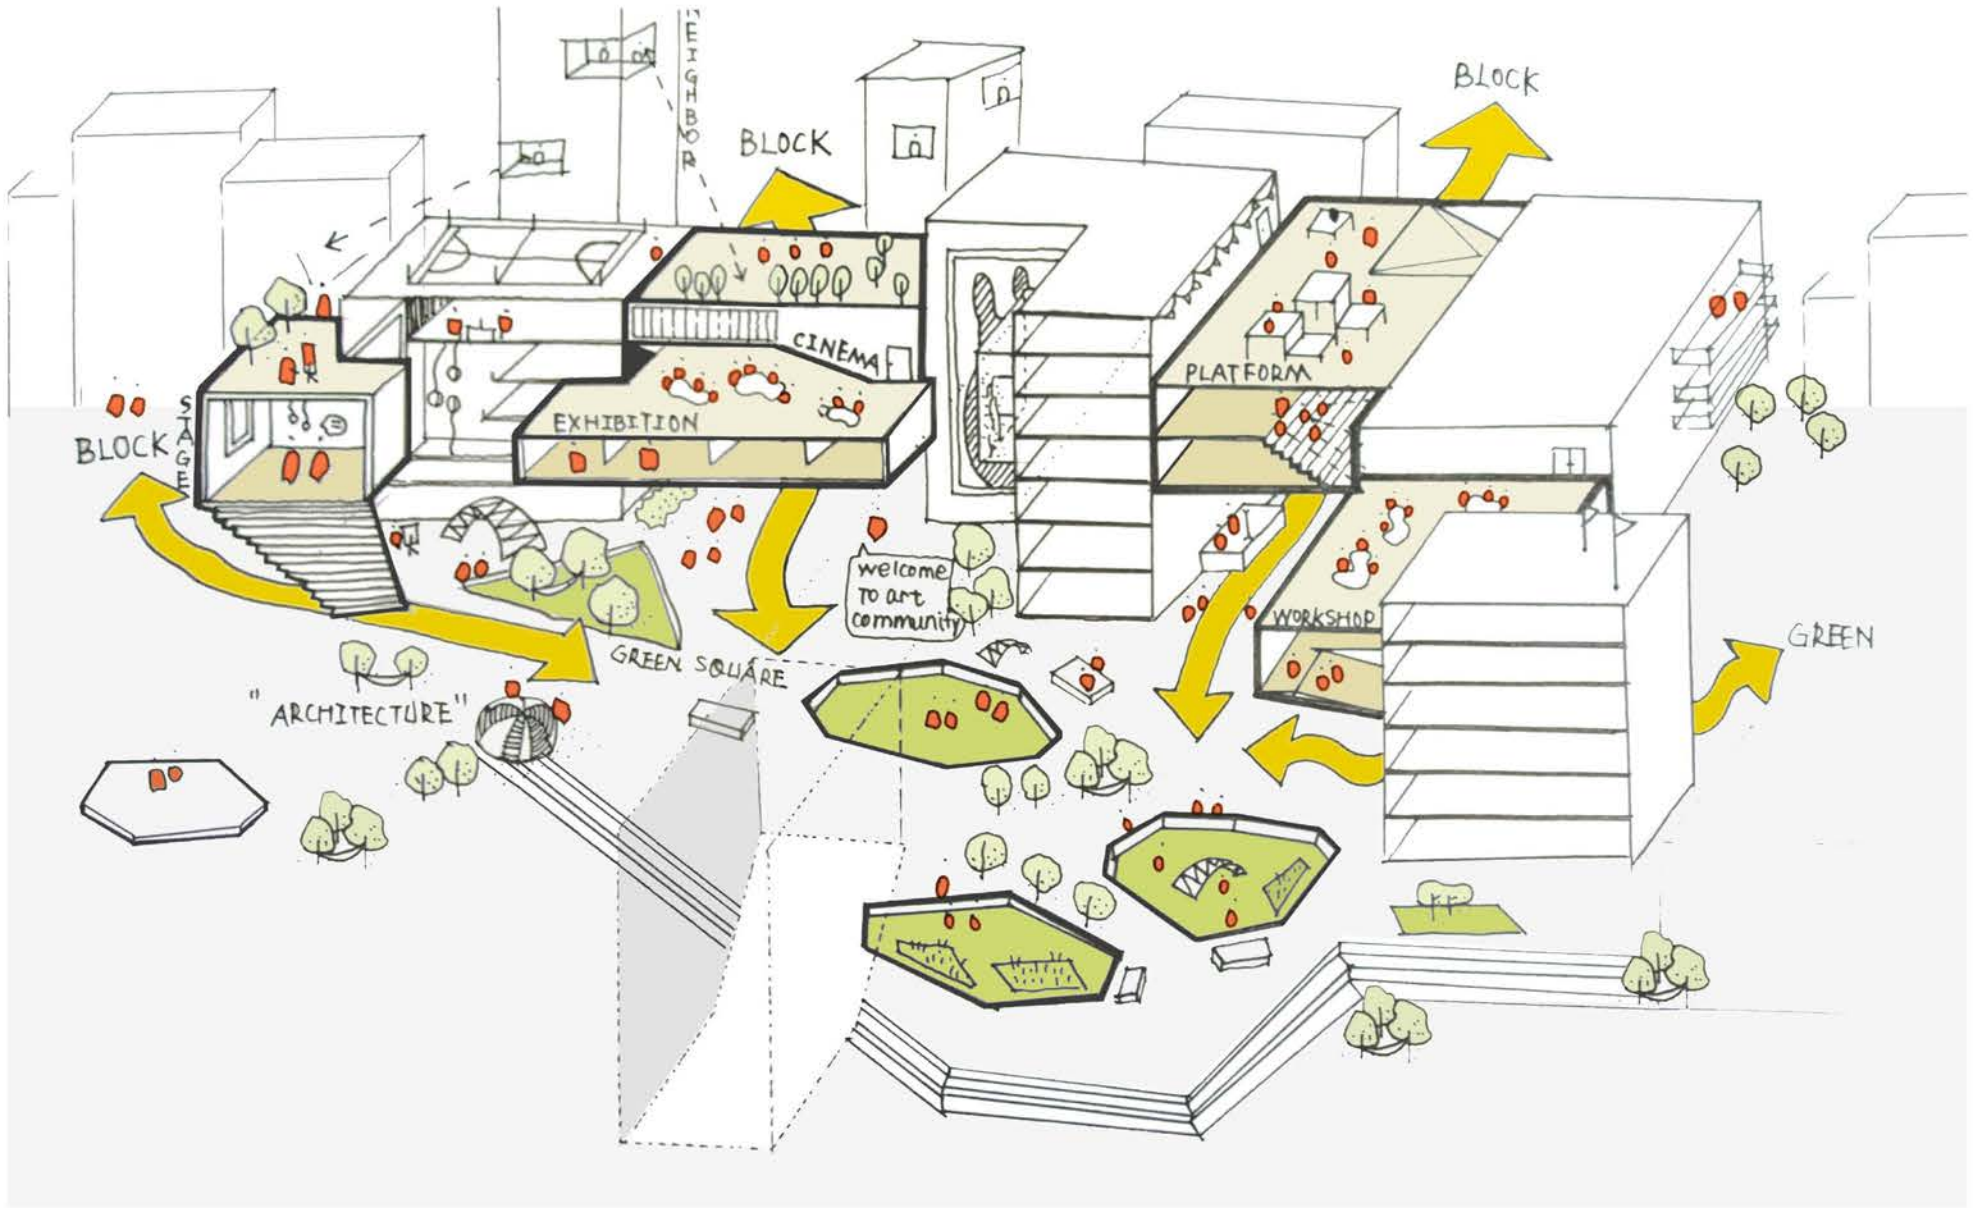 NEIGHBOR
BLOCK
BLOCK
CINEMA
PLATFORM
STAGE
EXHIBITION
BLOCK
welcome
TO art
community
WORKSHOP
GREEN
GREEN SQUARE
"ARCHITECTURE"